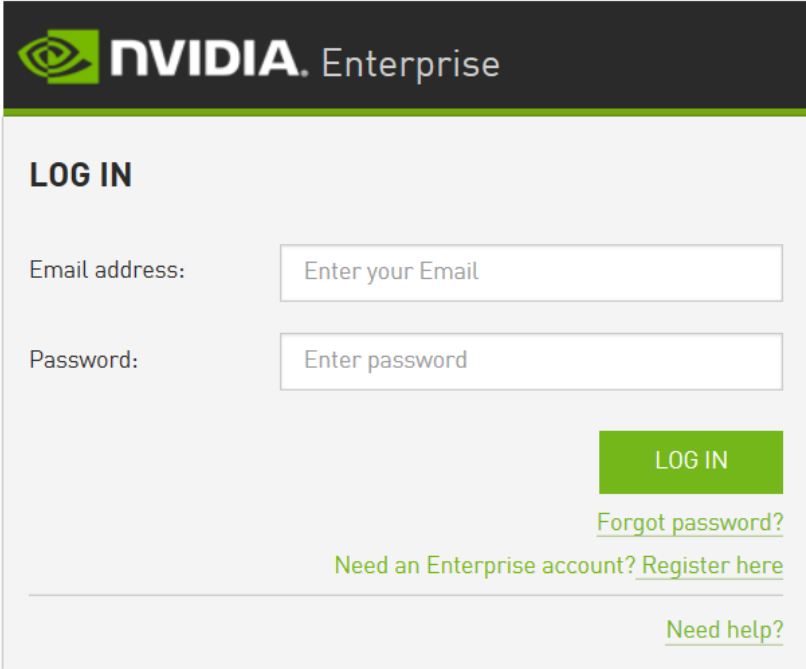 NVIDIA. Enterprise
LOG IN
Email address:
Enter your Email
Password:
Enter password
LOG IN
Forgot password?
Need an Enterprise account? Register here
Need help?